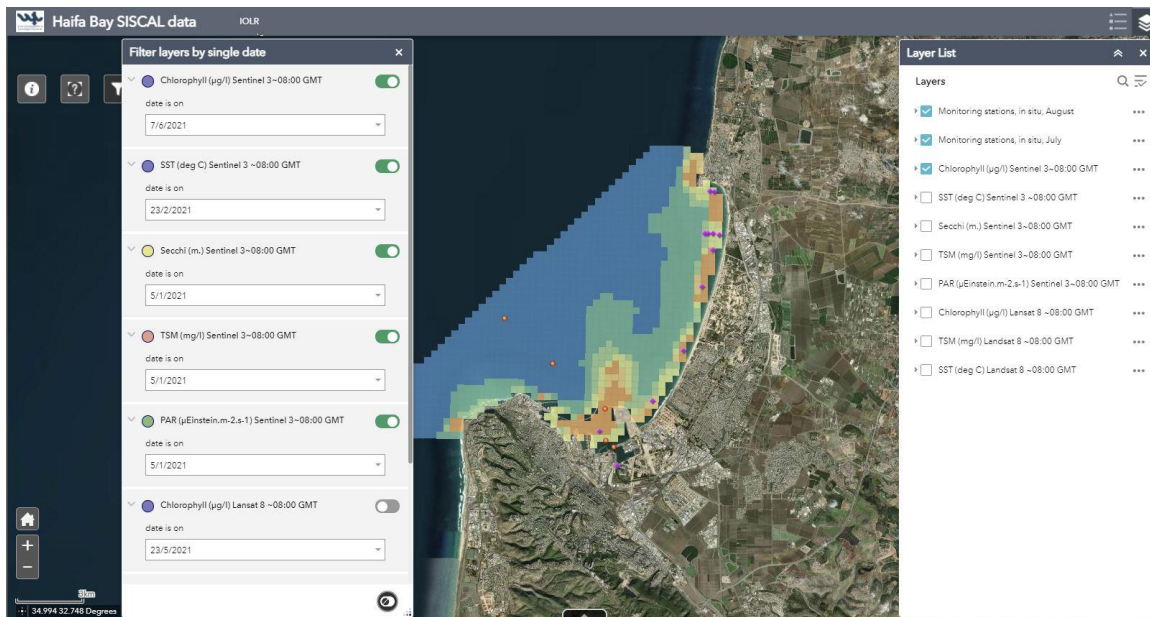 Haifa Bay SISCAL data
IOLR
Filter layers by single date
Chlorophyll (µg/l) Sentinel 3~08:00 GMT
date is on
7/6/2021
SST (deg C) Sentinel 3 ~08:00 GMT
date is on
23/2/2021
Secchi (m.) Sentinel 3~08:00 GMT
date is on
5/1/2021
TSM (mg/l) Sentinel 3~08:00 GMT
date is on
5/1/2021
PAR (µEinstein.m-2.s-1) Sentinel 3~08:00 GMT
date is on
5/1/2021
Chlorophyll (µg/l) Lansat 8 ~08:00 GMT
date is on
23/5/2021
3km
34.994 32.748 Degrees
Layer List
Layers
Monitoring stations, in situ, August
Monitoring stations, in situ, July
Chlorophyll (µg/l) Sentinel 3~08:00 GMT
SST (deg C) Sentinel 3 ~08:00 GMT
Secchi (m.) Sentinel 3~08:00 GMT
TSM (mg/l) Sentinel 3~08:00 GMT
PAR (µEinstein.m-2.s-1) Sentinel 3~08:00 GMT
Chlorophyll (µg/l) Lansat 8 ~08:00 GMT
TSM (mg/l) Landsat 8 ~08:00 GMT
SST (deg C) Landsat 8 ~08:00 GMT